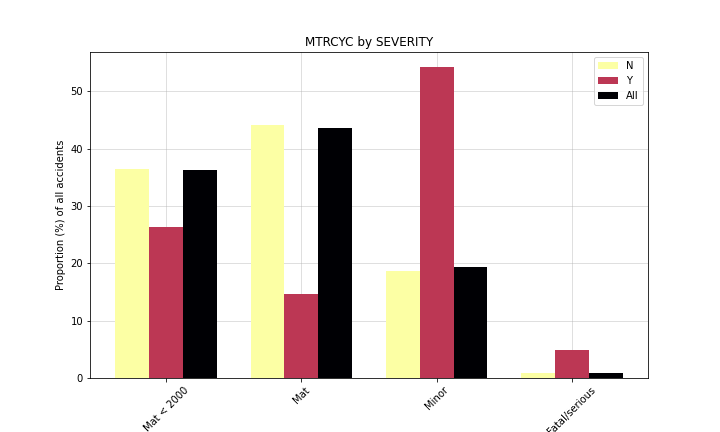 MTRCYC by SEVERITY
N
Y
All
Proportion (%) of all accidents
50
40
30
20
10
0
Mat < 2000
Mat
Minor
Fatal/serious